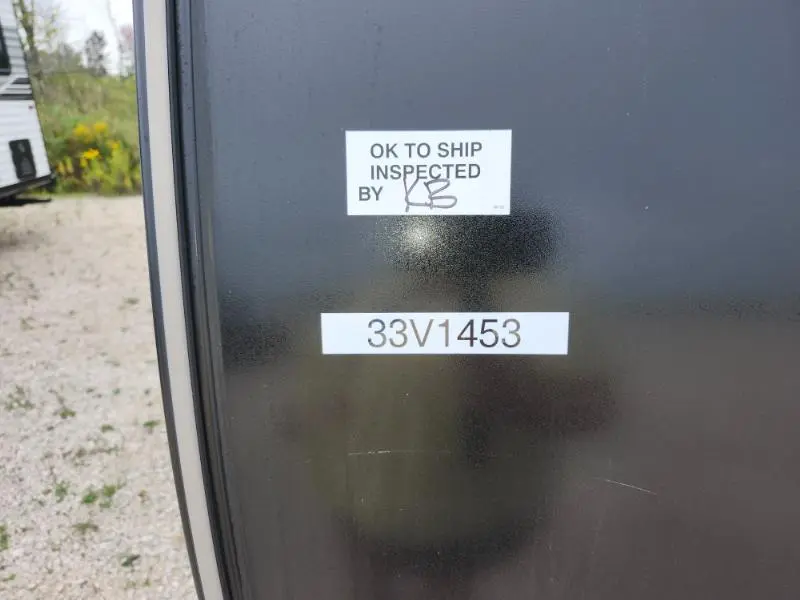 OK TO SHIP
INSPECTED
BY KB
33V1453